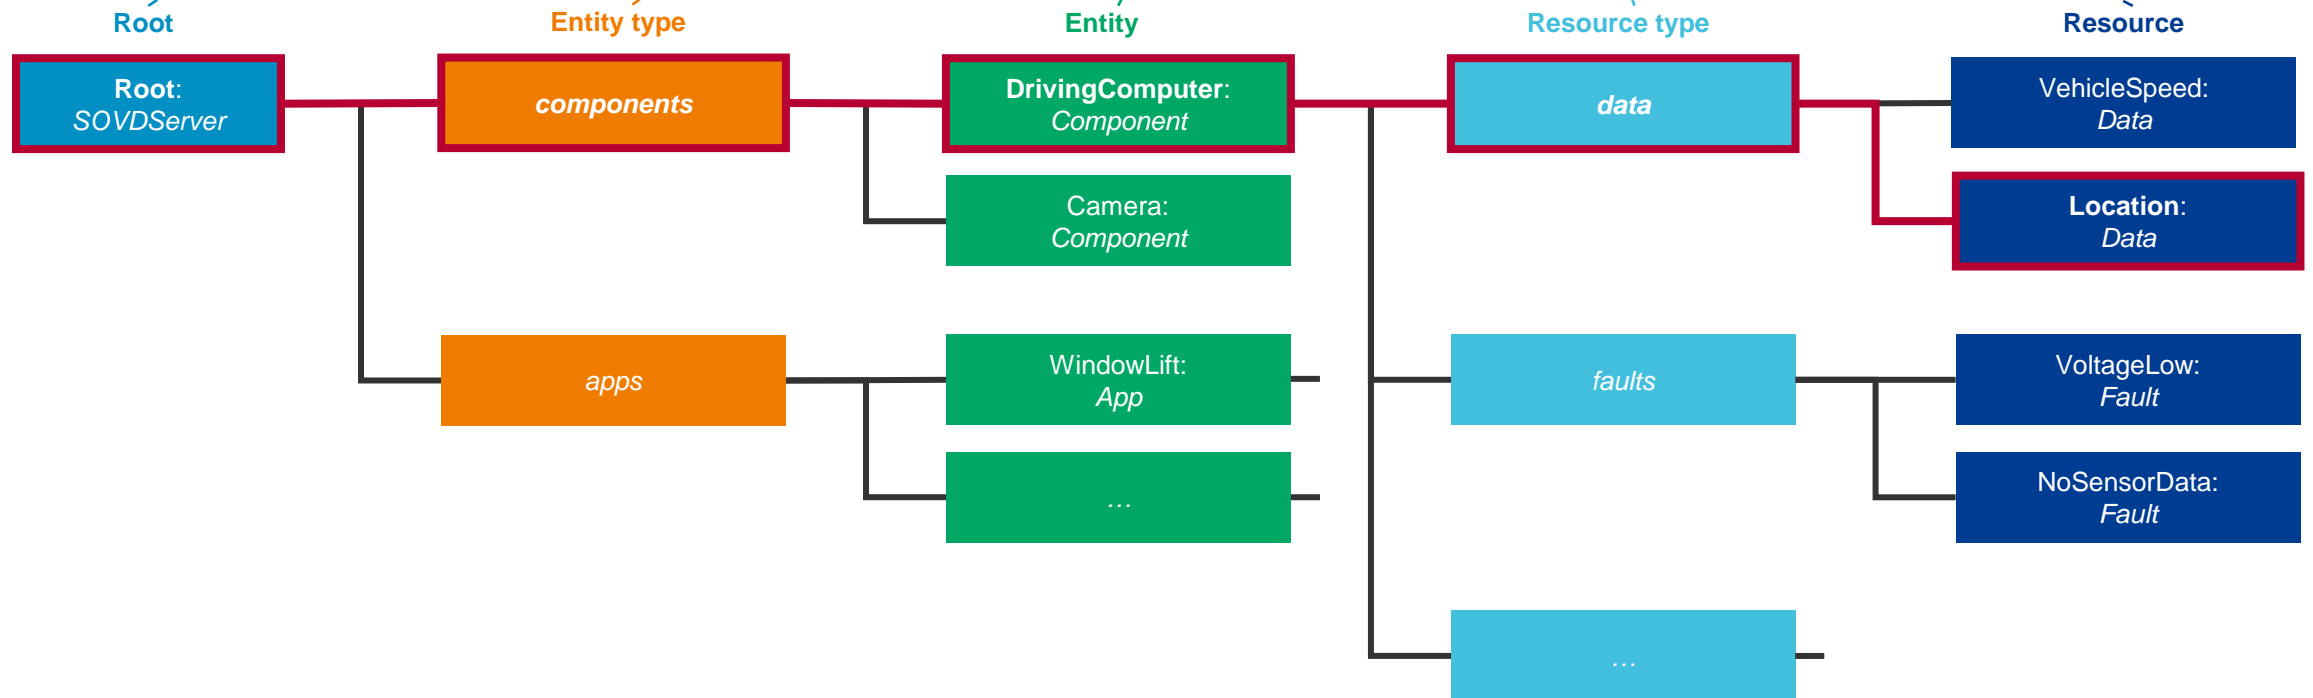 Root
Entity type
Entity
Resource type
Resource
Root:
SOVDServer
components
DrivingComputer:
Component
data
VehicleSpeed:
Data
Camera:
Component
Location:
Data
apps
WindowLift:
App
faults
VoltageLow:
Fault
…
NoSensorData:
Fault
…